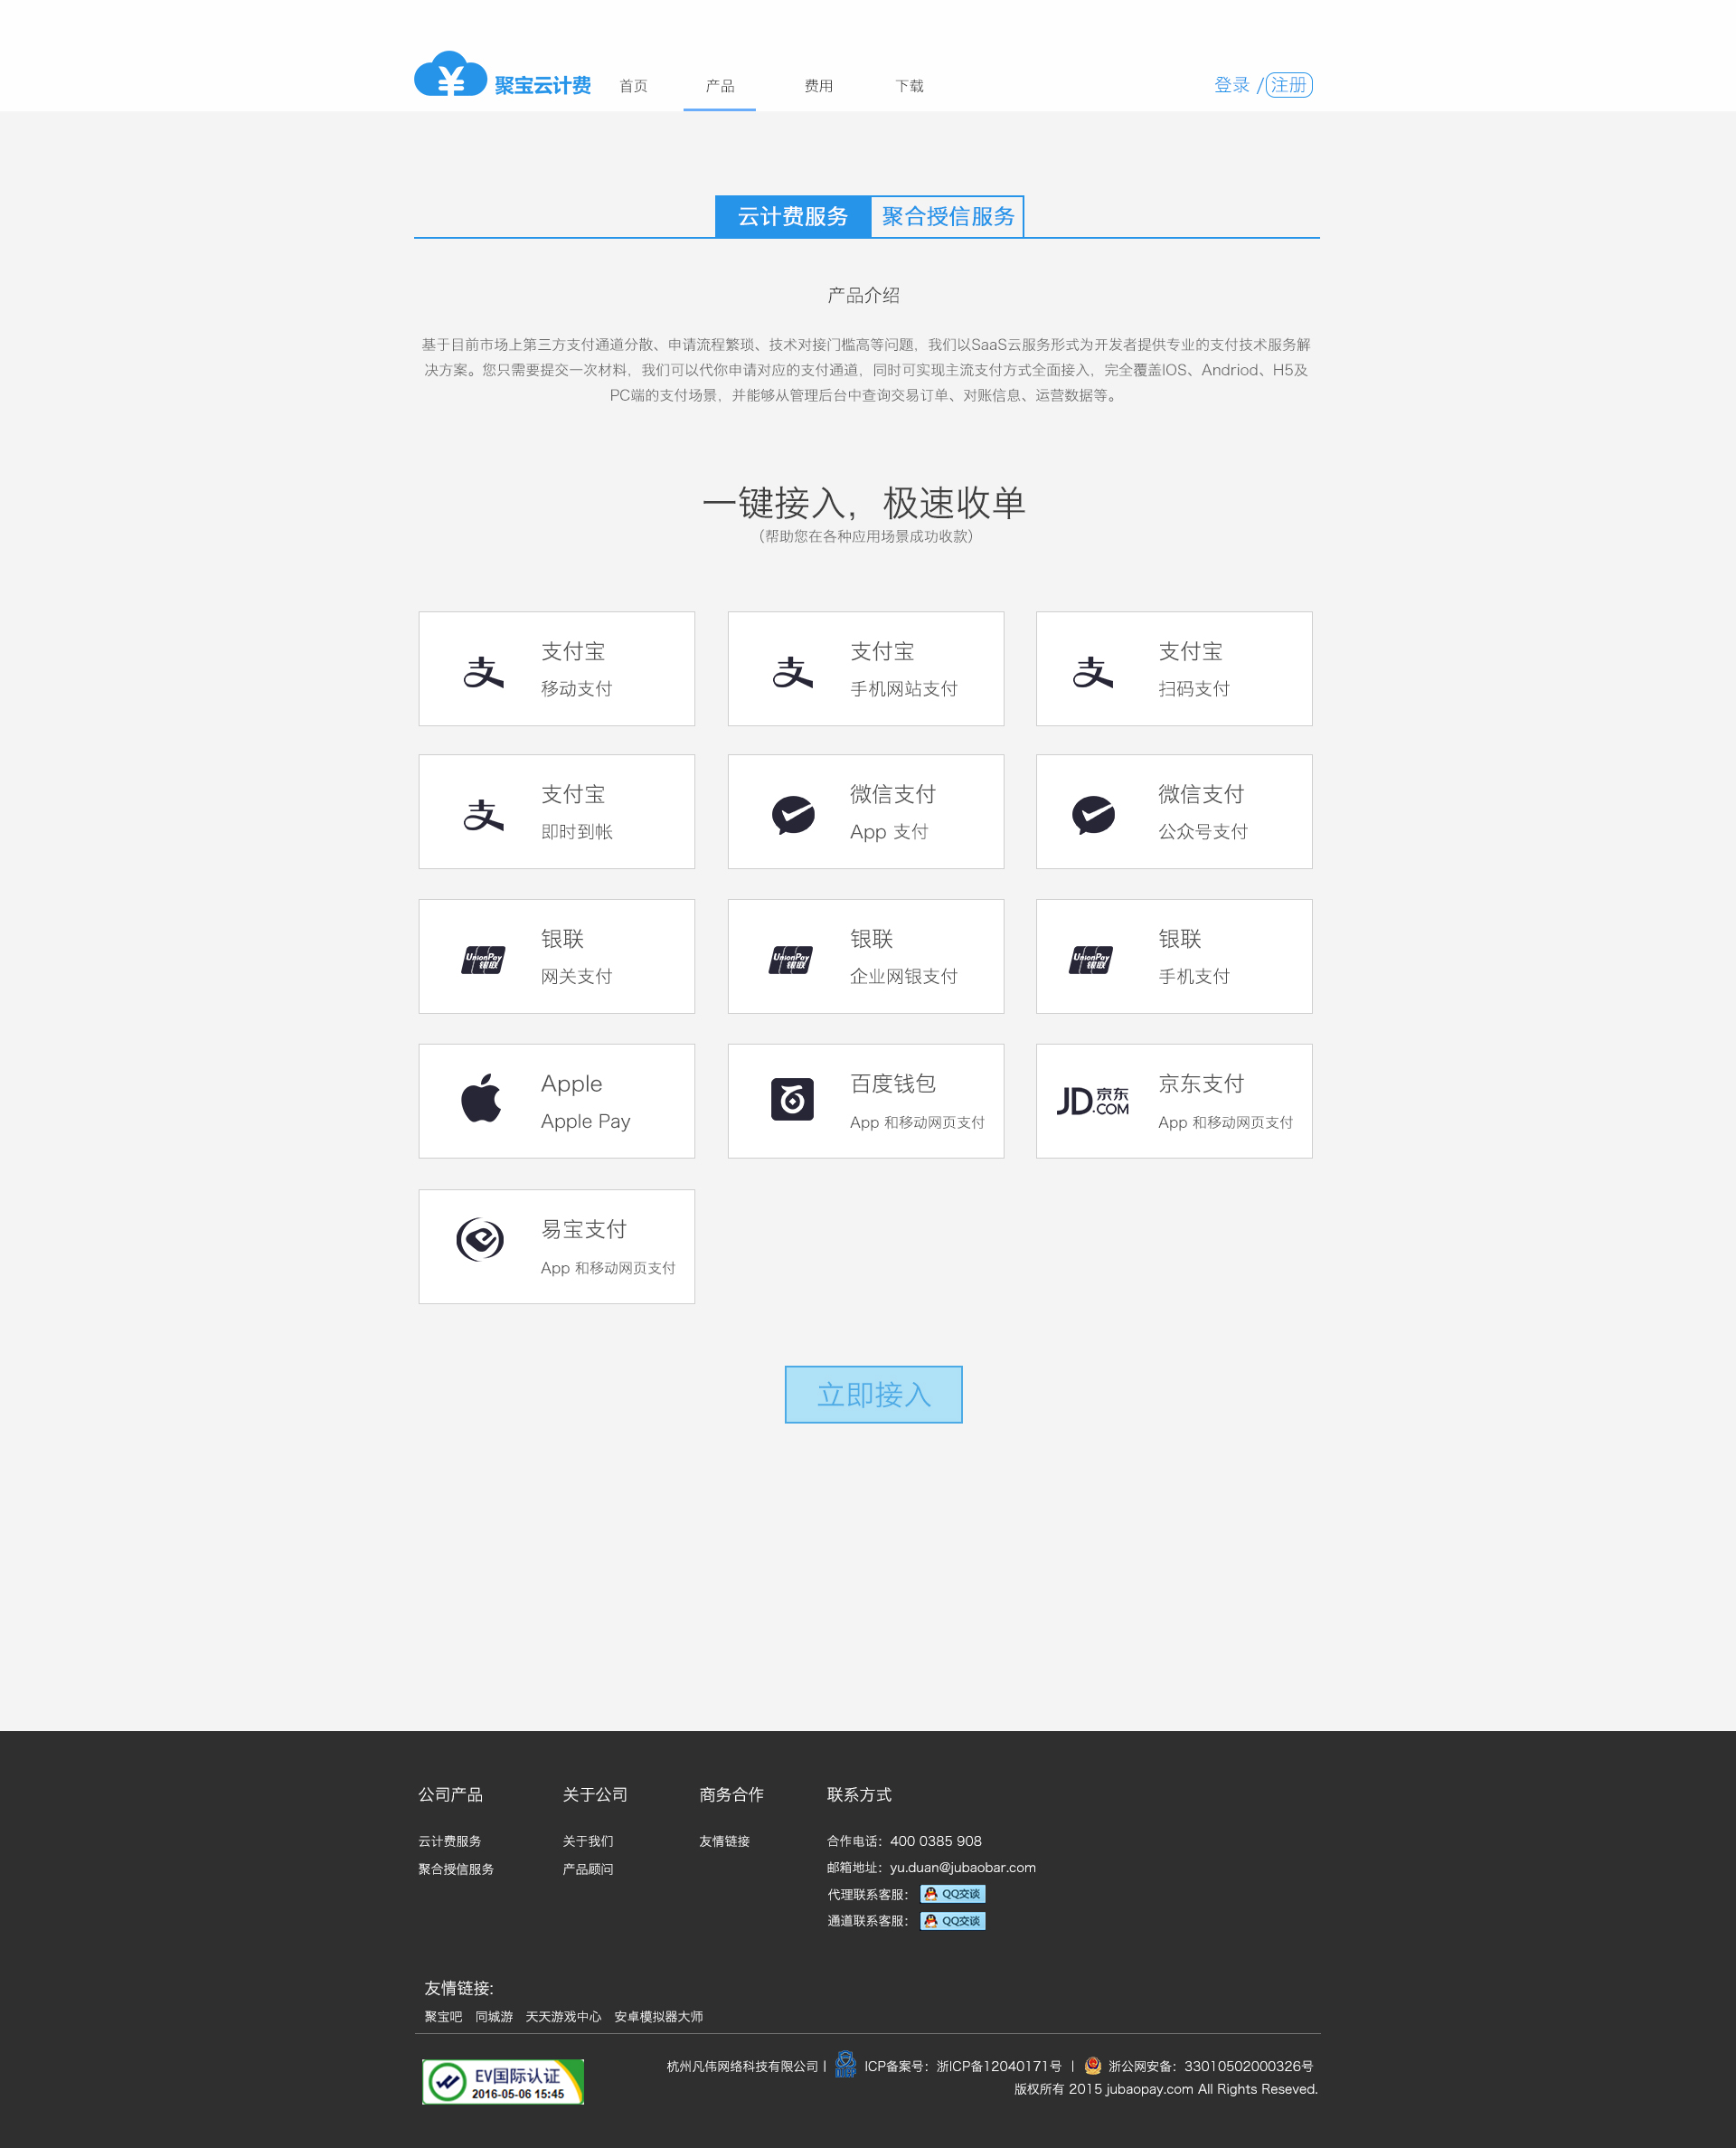 聚宝云计费 首页 产品 费用 下载 登录 / 注册
云计费服务 聚合授信服务
产品介绍
基于目前市场上第三方支付通道分散、申请流程繁琐、技术对接门槛高等问题，我们以SaaS云服务形式为开发者提供专业的支付技术服务解
决方案。您只需要提交一次材料，我们可以代你申请对应的支付通道，同时可实现主流支付方式全面接入，完全覆盖IOS、Andriod、H5及
PC端的支付场景，并能够从管理后台中查询交易订单、对账信息、运营数据等。
一键接入，极速收单
（帮助您在各种应用场景成功收款）
支 支付宝
移动支付
支 支付宝
手机网站支付
支 支付宝
扫码支付
支 支付宝
即时到帐
微信支付
App 支付
微信支付
公众号支付
UnionPay 银联 银联
网关支付
UnionPay 银联 银联
企业网银支付
UnionPay 银联 银联
手机支付
Apple
Apple Pay
百度钱包
App 和移动网页支付
JD京东.COM 京东支付
App 和移动网页支付
易宝支付
App 和移动网页支付
立即接入
公司产品 关于公司 商务合作 联系方式
云计费服务 关于我们 友情链接 合作电话：400 0385 908
聚合授信服务 产品顾问 邮箱地址：yu.duan@jubaobar.com
代理联系客服： QQ交谈
通道联系客服： QQ交谈
友情链接:
聚宝吧 同城游 天天游戏中心 安卓模拟器大师
EV国际认证
2016-05-06 15:45
杭州凡伟网络科技有限公司 | ICP备案号：浙ICP备12040171号 | 浙公网安备：33010502000326号
版权所有 2015 jubaopay.com All Rights Reseved.